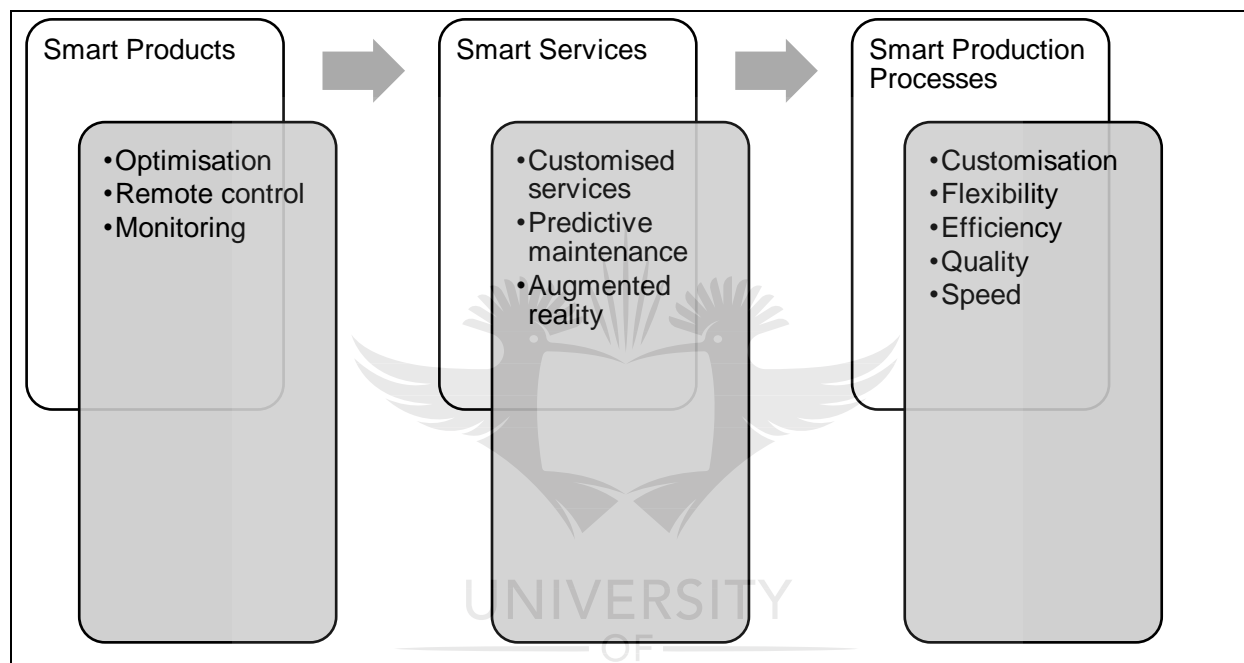 Smart Products
•Optimisation
•Remote control
•Monitoring
Smart Services
•Customised
services
•Predictive
maintenance
•Augmented
reality
Smart Production
Processes
•Customisation
•Flexibility
•Efficiency
•Quality
•Speed
UNIVERSITY
OF